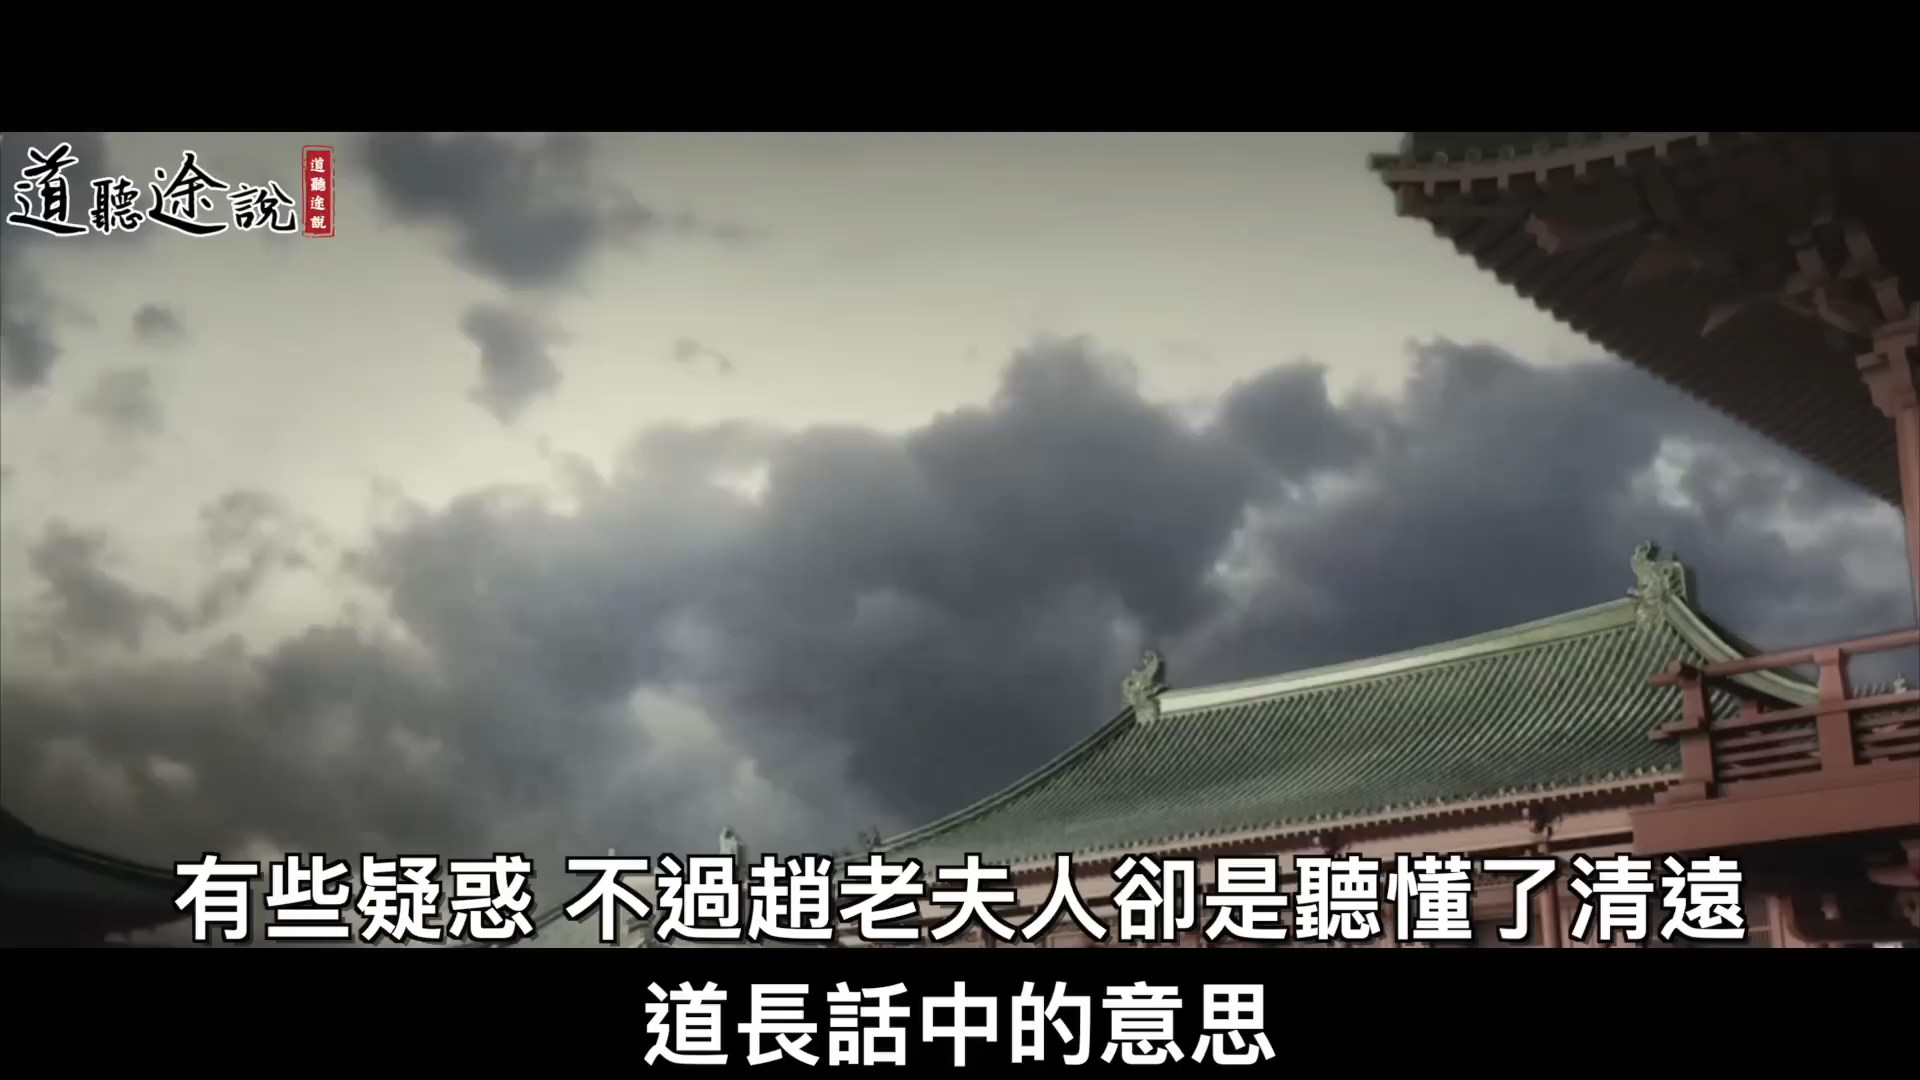 道聽途說
道聽途說
有些疑惑 不過趙老夫人卻是聽懂了清遠
道長話中的意思